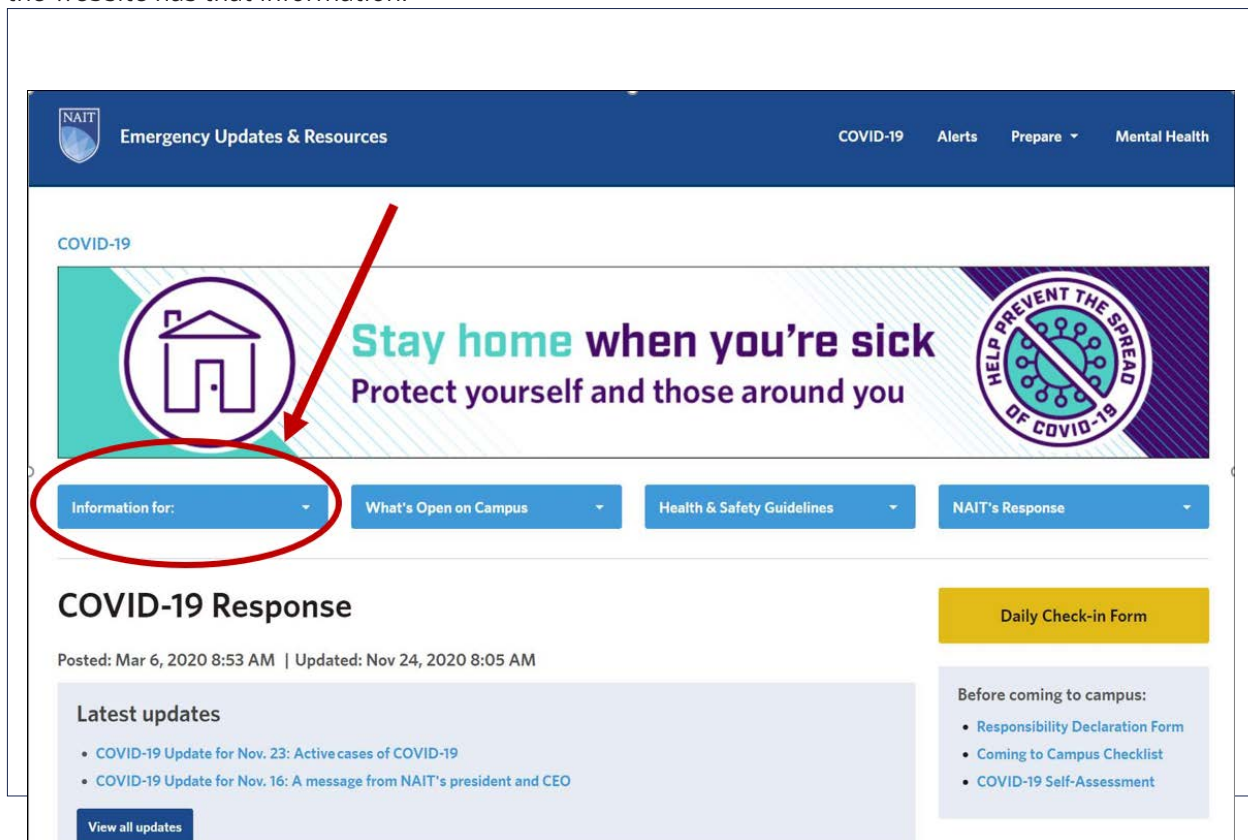 the website has that information.
NAIT
Emergency Updates & Resources
COVID-19 Alerts Prepare Mental Health
COVID-19
Stay home when you're sick
Protect yourself and those around you
HELP PREVENT THE SPREAD OF COVID-19
Information for: What's Open on Campus Health & Safety Guidelines NAIT's Response
COVID-19 Response
Daily Check-in Form
Posted: Mar 6, 2020 8:53 AM | Updated: Nov 24, 2020 8:05 AM
Latest updates
• COVID-19 Update for Nov. 23: Active cases of COVID-19
• COVID-19 Update for Nov. 16: A message from NAIT's president and CEO
View all updates
Before coming to campus:
• Responsibility Declaration Form
• Coming to Campus Checklist
• COVID-19 Self-Assessment